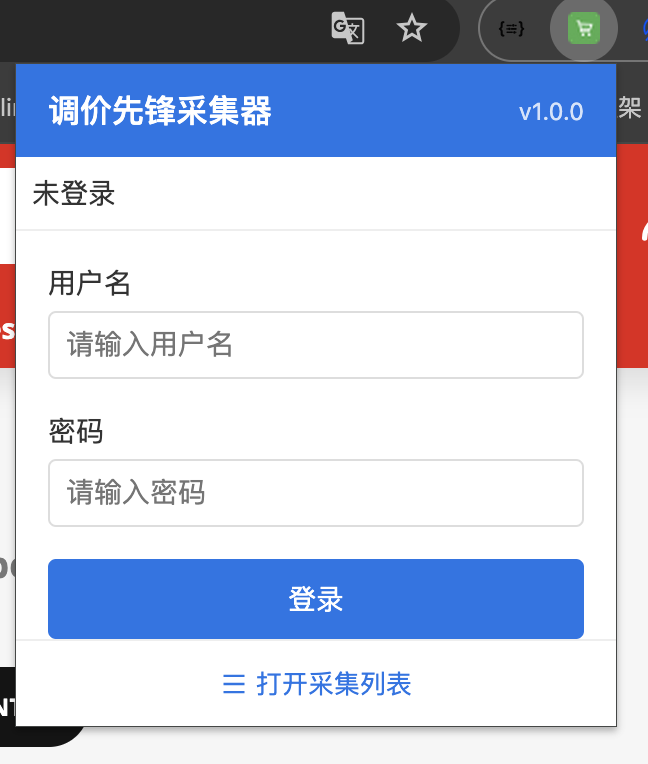 {≡}
架
调价先锋采集器 v1.0.0
未登录
用户名
请输入用户名
密码
请输入密码
登录
打开采集列表